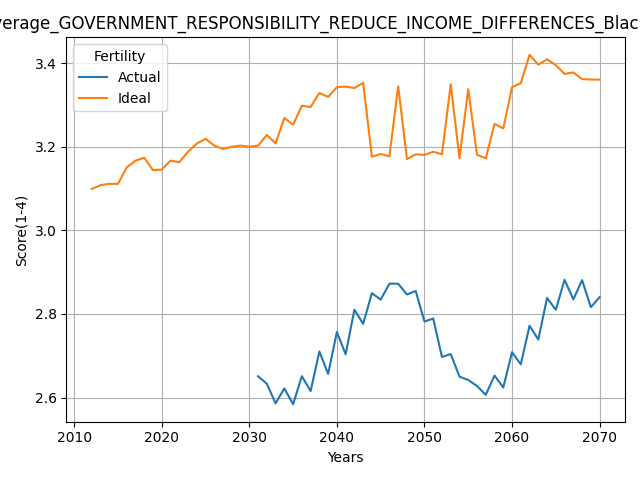 verage_GOVERNMENT_RESPONSIBILITY_REDUCE_INCOME_DIFFERENCES_Blac
Fertility
Actual
Ideal
3.4
3.2
3.0
2.8
2.6
Score(1-4)
2010 2020 2030 2040 2050 2060 2070
Years